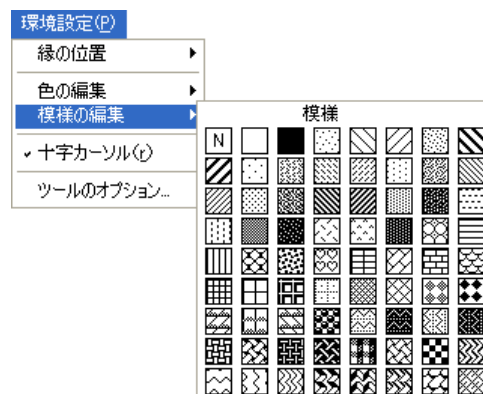 環境設定(P)
縁の位置
色の編集
模様の編集
模様
N
十字カーソル(r)
ツールのオプション...